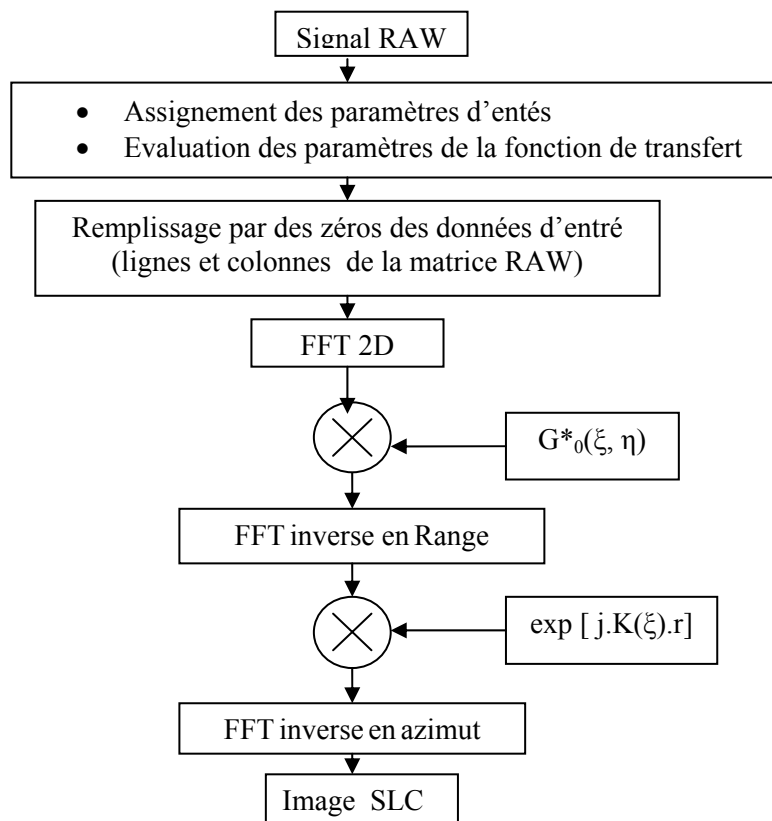 Signal RAW
• Assignement des paramètres d'entés
• Evaluation des paramètres de la fonction de transfert
Remplissage par des zéros des données d'entré
(lignes et colonnes de la matrice RAW)
FFT 2D
G*₀(ξ, η)
FFT inverse en Range
exp [ j.K(ξ).r]
FFT inverse en azimut
Image SLC